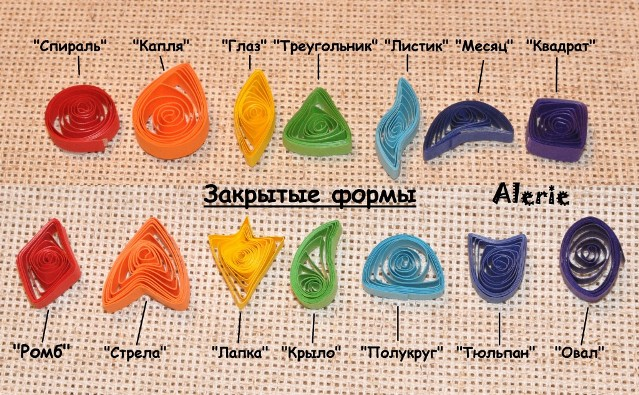 "Спираль" "Капля" "Глаз" "Треугольник" "Листик" "Месяц" "Квадрат"
Закрытые формы Alerie
"Ромб" "Стрела" "Лапка" "Крыло" "Полукруг" "Тюльпан" "Овал"